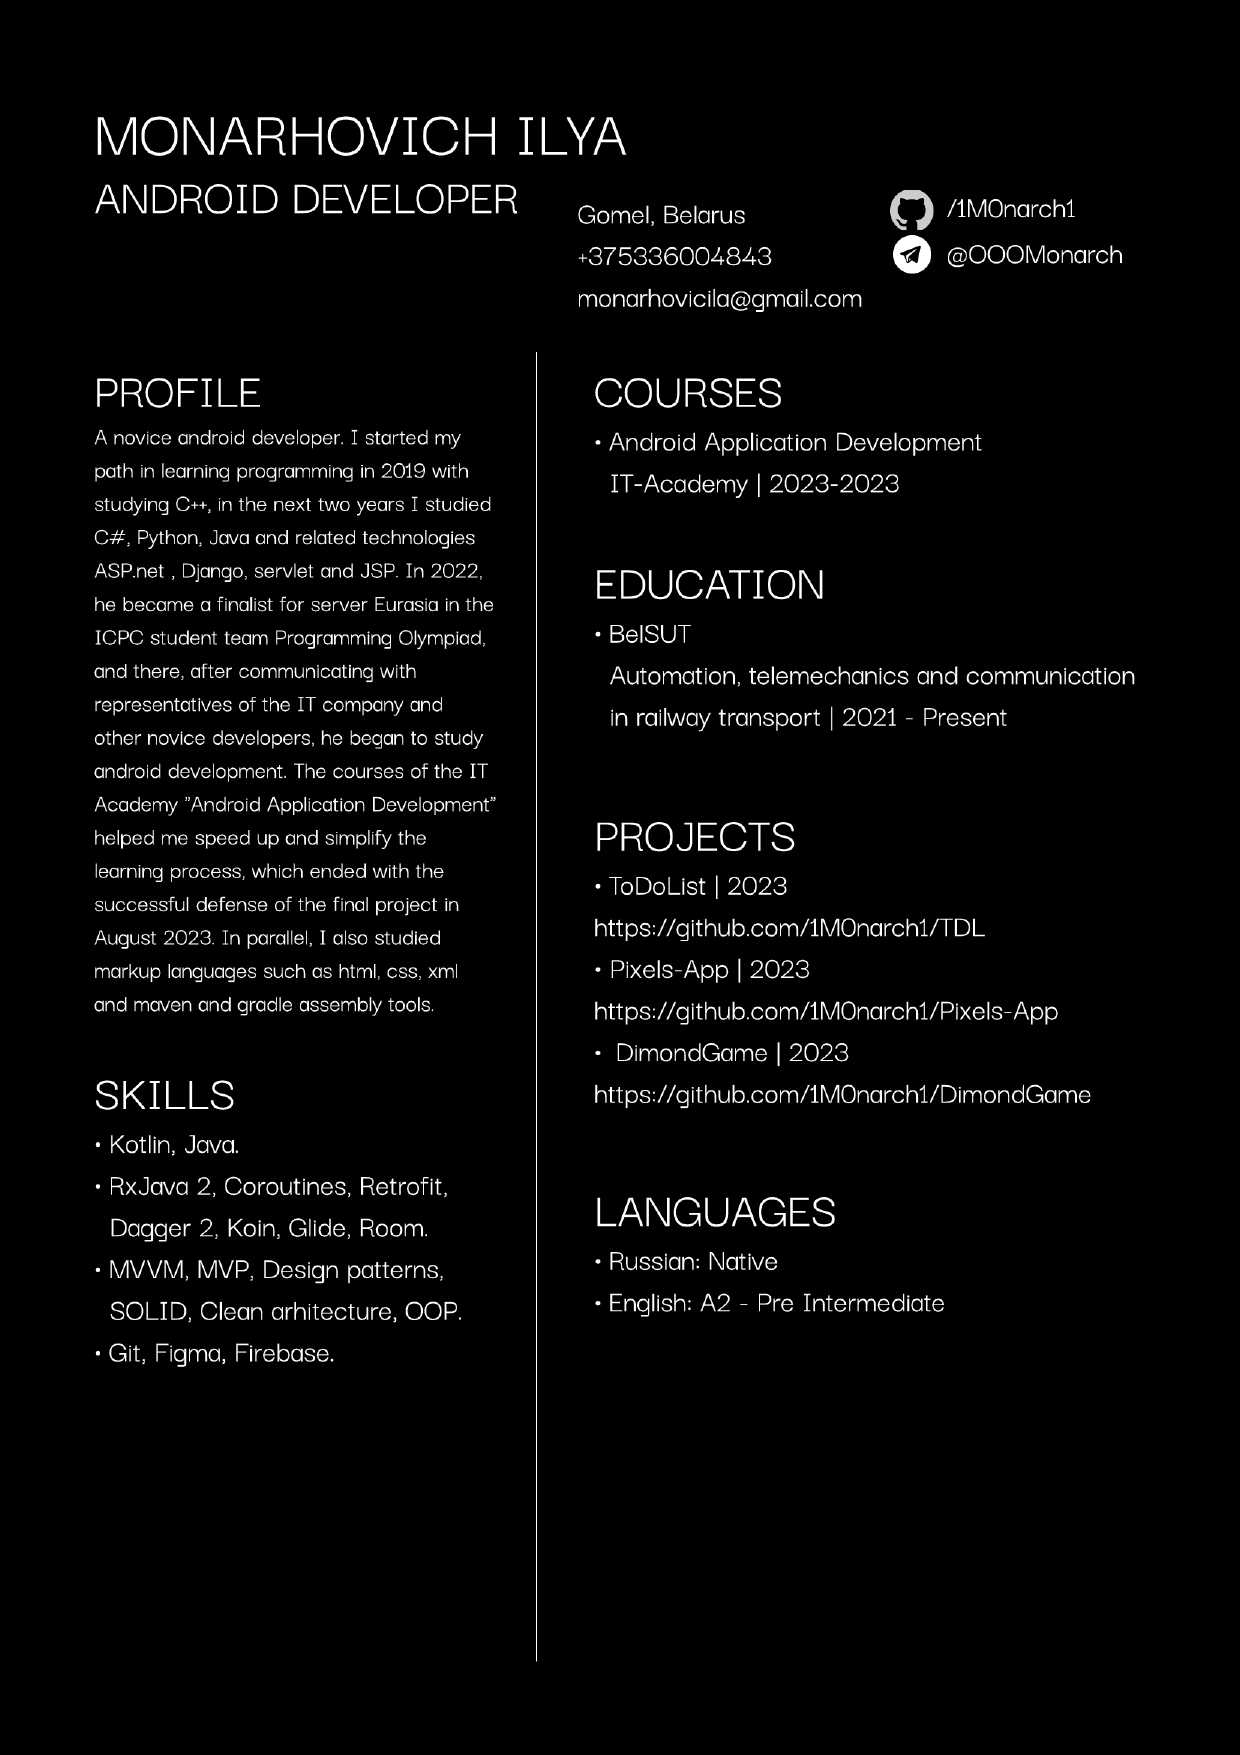 MONARHOVICH ILYA
ANDROID DEVELOPER
Gomel, Belarus
+375336004843
monarhovicila@gmail.com
/1M0narch1
@OOOMonarch
PROFILE
A novice android developer. I started my
path in learning programming in 2019 with
studying C++, in the next two years I studied
C#, Python, Java and related technologies
ASP.net , Django, servlet and JSP. In 2022,
he became a finalist for server Eurasia in the
ICPC student team Programming Olympiad,
and there, after communicating with
representatives of the IT company and
other novice developers, he began to study
android development. The courses of the IT
Academy "Android Application Development"
helped me speed up and simplify the
learning process, which ended with the
successful defense of the final project in
August 2023. In parallel, I also studied
markup languages such as html, css, xml
and maven and gradle assembly tools.
SKILLS
• Kotlin, Java.
• RxJava 2, Coroutines, Retrofit,
Dagger 2, Koin, Glide, Room.
• MVVM, MVP, Design patterns,
SOLID, Clean arhitecture, OOP.
• Git, Figma, Firebase.
COURSES
• Android Application Development
IT-Academy | 2023-2023
EDUCATION
• BelSUT
Automation, telemechanics and communication
in railway transport | 2021 - Present
PROJECTS
• ToDoList | 2023
https://github.com/1M0narch1/TDL
• Pixels-App | 2023
https://github.com/1M0narch1/Pixels-App
• DimondGame | 2023
https://github.com/1M0narch1/DimondGame
LANGUAGES
• Russian: Native
• English: A2 - Pre Intermediate